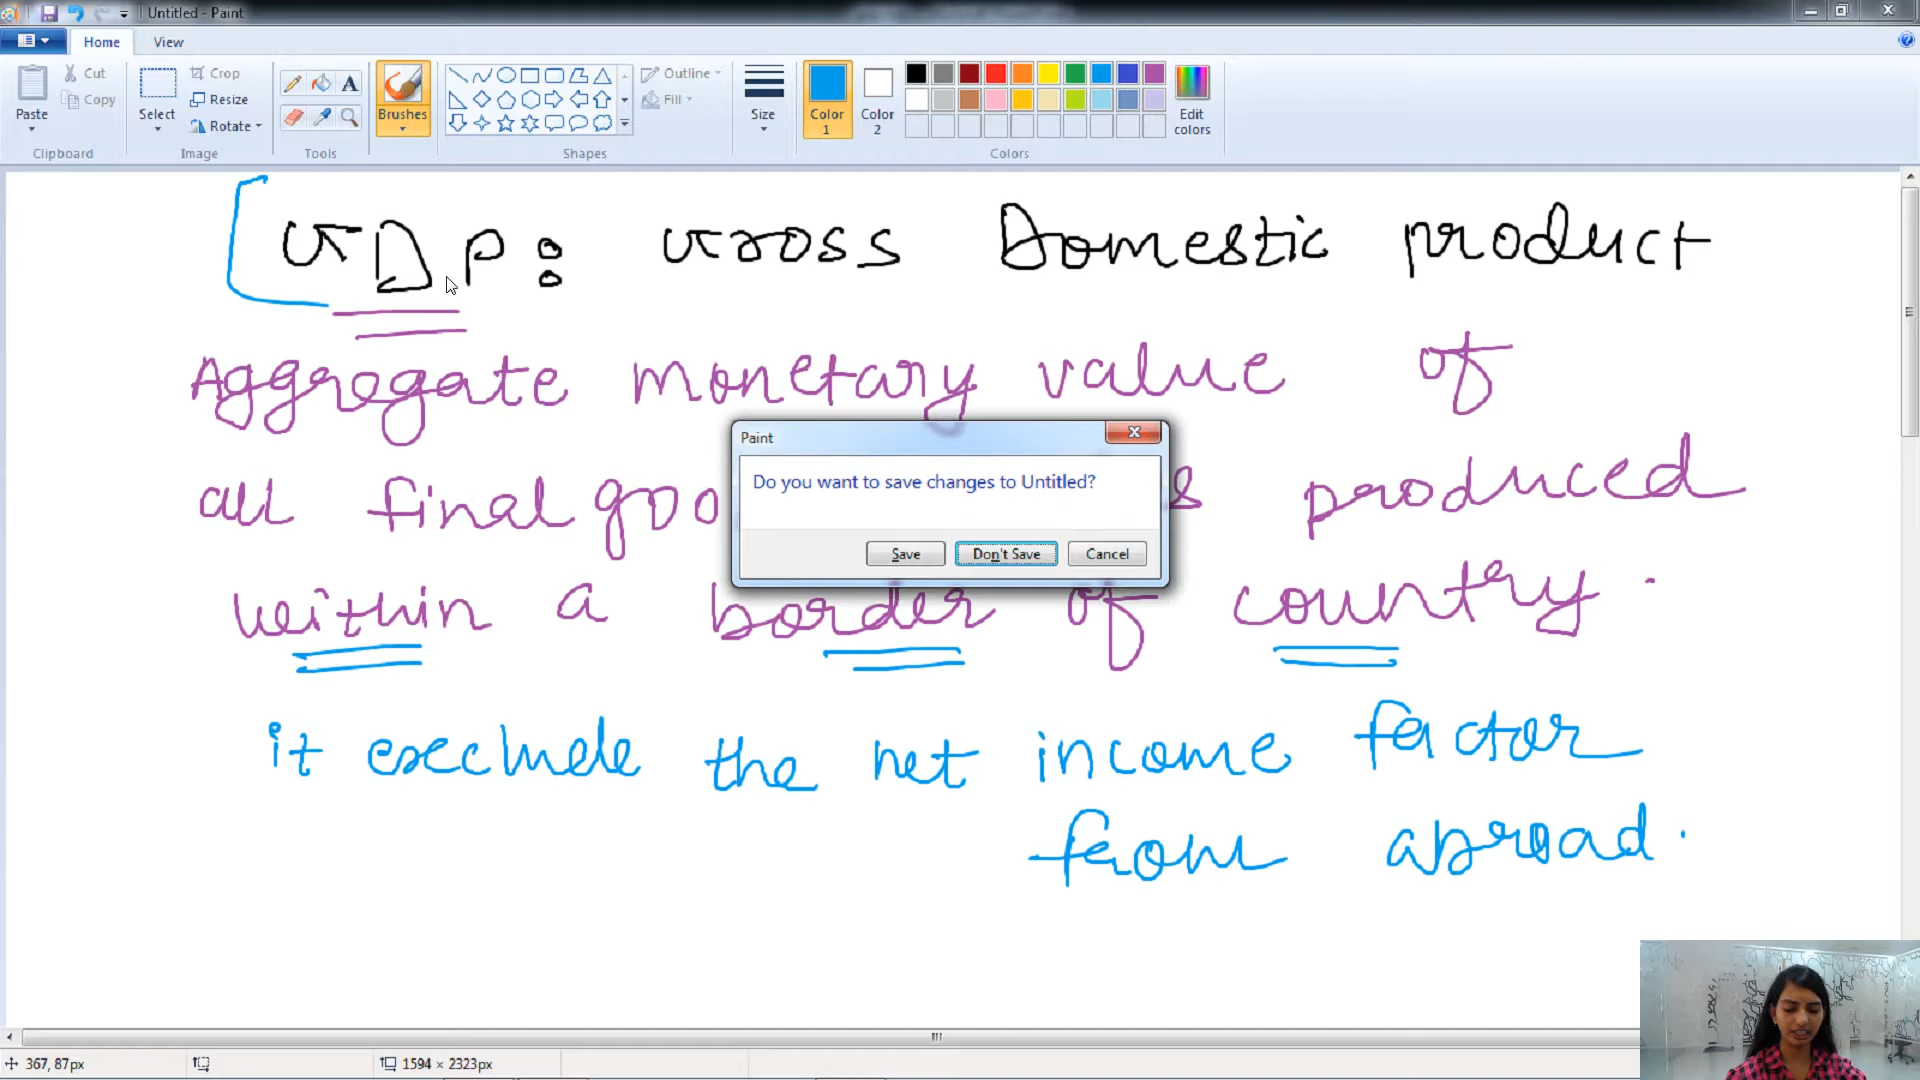 Untitled - Paint
Home View
Paste Cut Copy Clipboard
Select Crop Resize Rotate Image
Tools
Brushes
Shapes
Outline Fill
Size
Color 1 Color 2 Edit colors Colors
GDP: Gross Domestic product
Aggregate monetary value of
all final goo s produced
within a border of country.
it exclude the net income factor
from abroad.
Paint
Do you want to save changes to Untitled?
Save Don't Save Cancel
367, 87px 1594 × 2323px